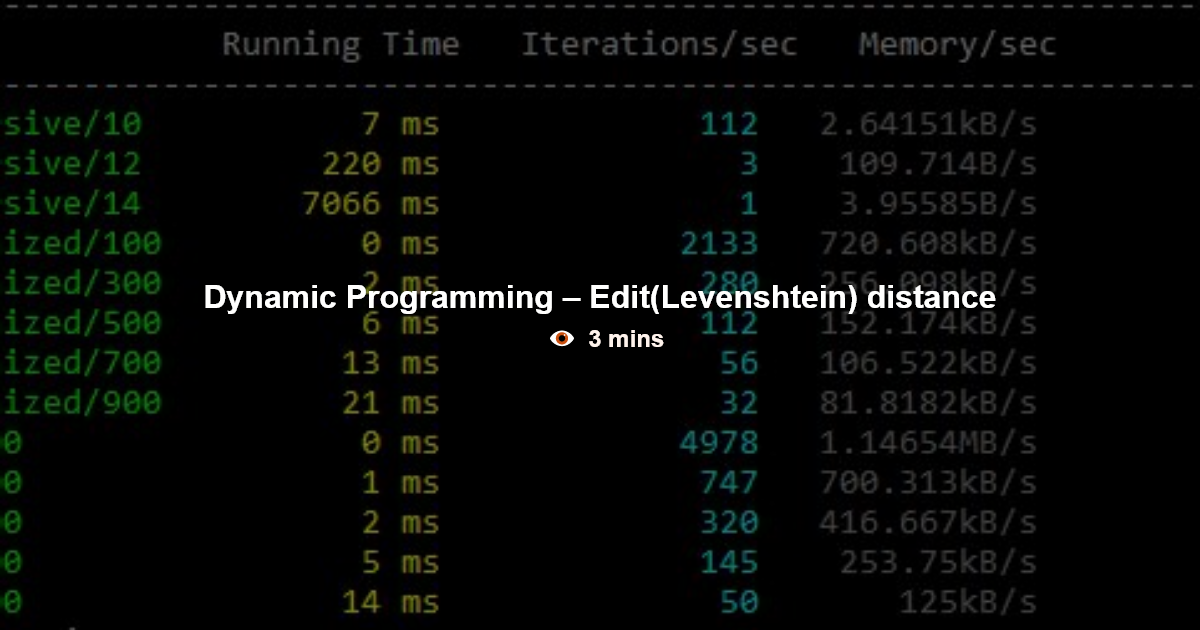 Running Time Iterations/sec Memory/sec
sive/10 7 ms 112 2.64151kB/s
sive/12 220 ms 3 109.714B/s
sive/14 7066 ms 1 3.95585B/s
ized/100 0 ms 2133 720.608kB/s
ized/300 2 ms 280 256.098kB/s
Dynamic Programming – Edit(Levenshtein) distance
ized/500 6 ms 112 152.174kB/s
3 mins
ized/700 13 ms 56 106.522kB/s
ized/900 21 ms 32 81.8182kB/s
0 0 ms 4978 1.14654MB/s
0 1 ms 747 700.313kB/s
0 2 ms 320 416.667kB/s
0 5 ms 145 253.75kB/s
0 14 ms 50 125kB/s